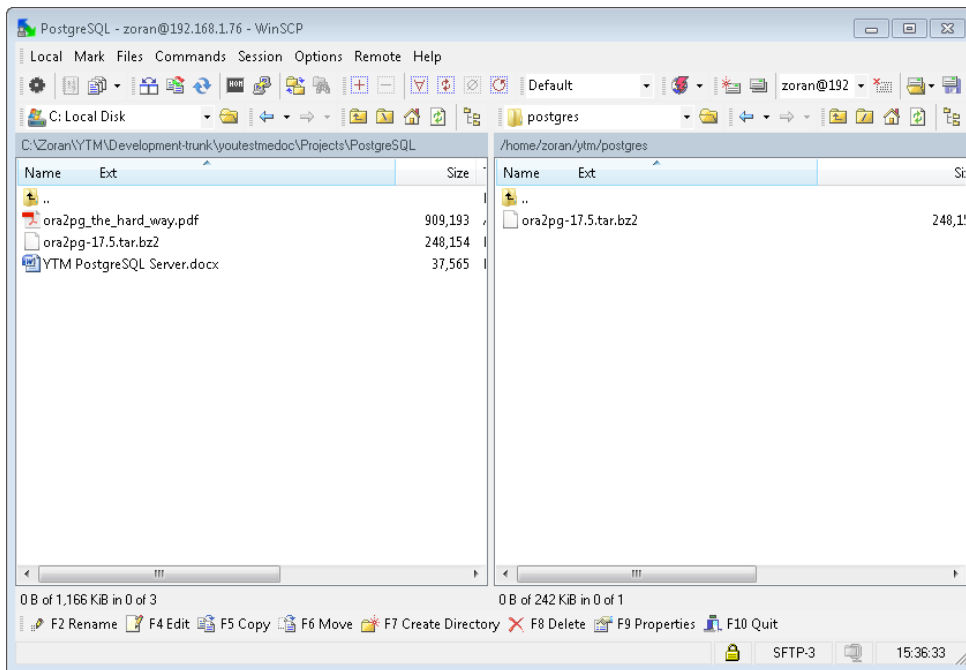 PostgreSQL - zoran@192.168.1.76 - WinSCP
Local Mark Files Commands Session Options Remote Help
Default zoran@192
C: Local Disk postgres
C:\Zoran\YTM\Development-trunk\youtestmedoc\Projects\PostgreSQL /home/zoran/ytm/postgres
Name Ext Size Name Ext
.. ..
ora2pg_the_hard_way.pdf 909,193 ora2pg-17.5.tar.bz2
ora2pg-17.5.tar.bz2 248,154
YTM PostgreSQL Server.docx 37,565
0 B of 1,166 KiB in 0 of 3 0 B of 242 KiB in 0 of 1
F2 Rename F4 Edit F5 Copy F6 Move F7 Create Directory F8 Delete F9 Properties F10 Quit
SFTP-3 15:36:33